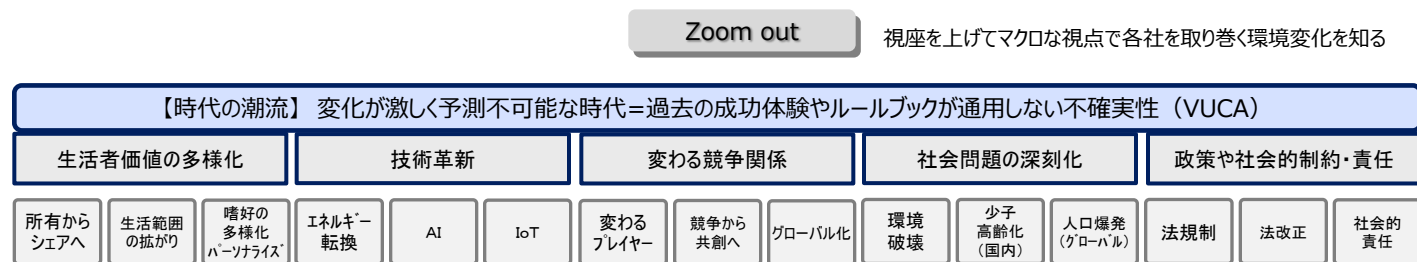 Zoom out
視座を上げてマクロな視点で各社を取り巻く環境変化を知る
【時代の潮流】 変化が激しく予測不可能な時代=過去の成功体験やルールブックが通用しない不確実性（VUCA）
生活者価値の多様化
技術革新
変わる競争関係
社会問題の深刻化
政策や社会的制約・責任
所有から
シェアへ
生活範囲
の拡がり
嗜好の
多様化
ﾊﾟｰｿﾅﾗｲｽﾞ
ｴﾈﾙｷﾞｰ
転換
AI
IoT
変わる
ﾌﾟﾚｲﾔｰ
競争から
共創へ
グローバル化
環境
破壊
少子
高齢化
（国内）
人口爆発
（ｸﾞﾛｰﾊﾞﾙ）
法規制
法改正
社会的
責任